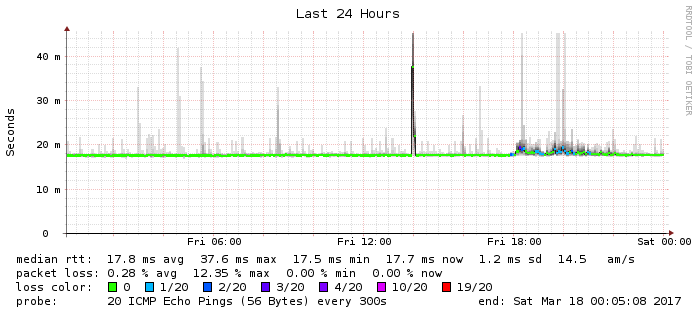 Last 24 Hours
RRDTOOL / TOBI OETIKER
Seconds
40 m
30 m
20 m
10 m
0
Fri 06:00 Fri 12:00 Fri 18:00 Sat 00:00
median rtt: 17.8 ms avg 37.6 ms max 17.5 ms min 17.7 ms now 1.2 ms sd 14.5 am/s
packet loss: 0.28 % avg 12.35 % max 0.00 % min 0.00 % now
loss color: 0 1/20 2/20 3/20 4/20 10/20 19/20
probe: 20 ICMP Echo Pings (56 Bytes) every 300s end: Sat Mar 18 00:05:08 2017